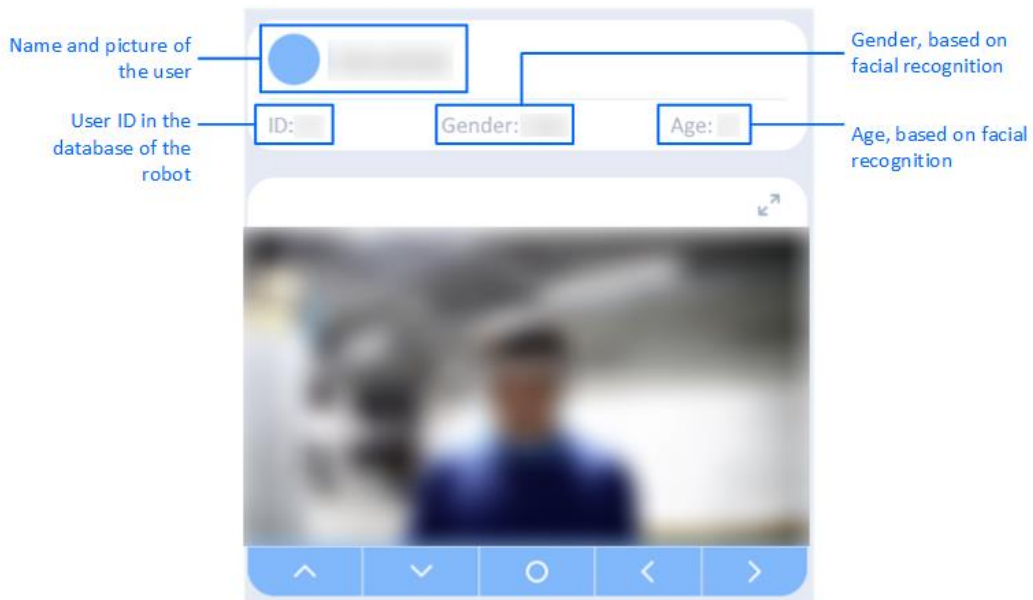 Name and picture of
the user
User ID in the
database of the
robot
ID:
Gender:
Age:
Gender, based on
facial recognition
Age, based on facial
recognition